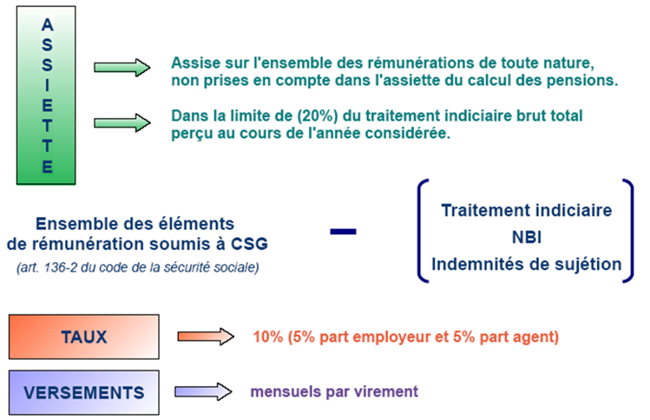 ASSIETTE
Assise sur l'ensemble des rémunérations de toute nature,
non prises en compte dans l'assiette du calcul des pensions.
Dans la limite de (20%) du traitement indiciaire brut total
perçu au cours de l'année considérée.
Ensemble des éléments
de rémunération soumis à CSG
(art. 136-2 du code de la sécurité sociale)
Traitement indiciaire
NBI
Indemnités de sujétion
TAUX
10% (5% part employeur et 5% part agent)
VERSEMENTS
mensuels par virement